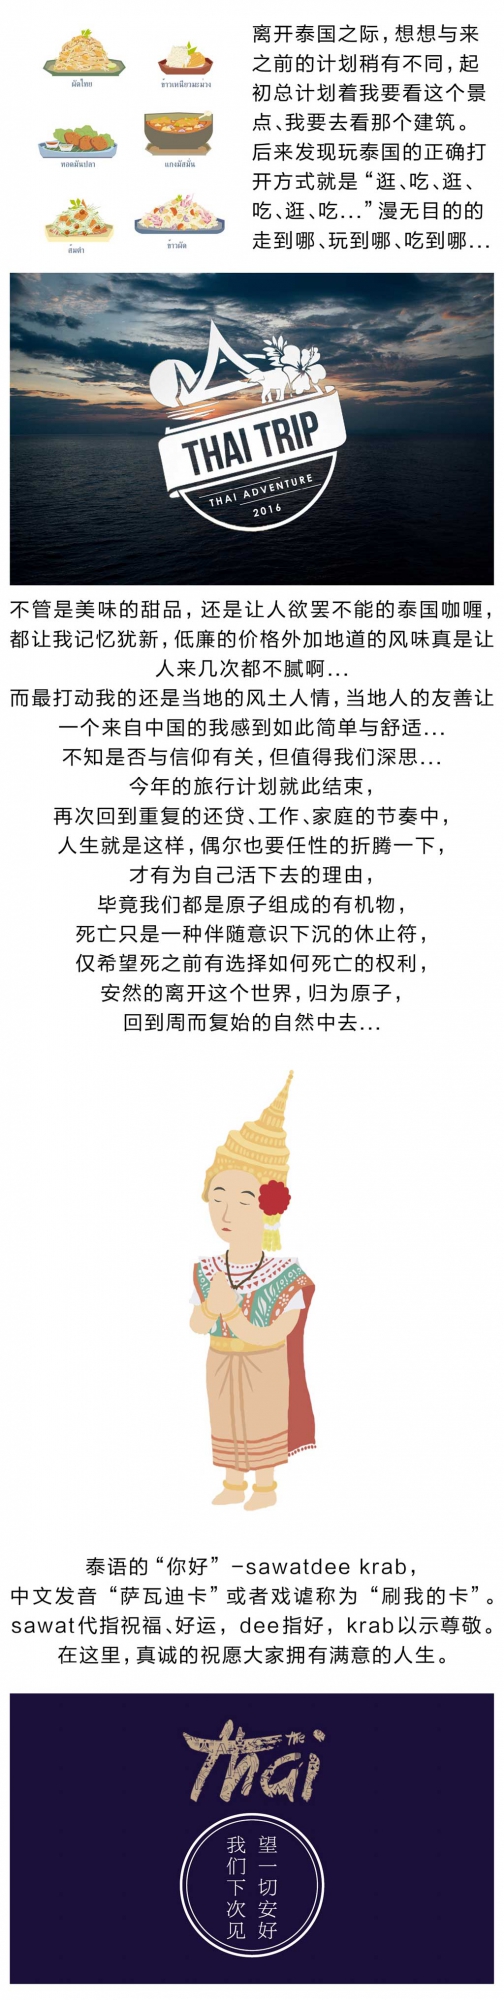 ผัดไทย
ข้าวเหนียวมะม่วง
ทอดมันปลา
แกงมัสมั่น
ส้มตำ
ข้าวผัด
离开泰国之际，想想与来
之前的计划稍有不同，起
初总计划着我要看这个景
点、我要去看那个建筑。
后来发现玩泰国的正确打
开方式就是“逛、吃、逛、
吃、逛、吃...”漫无目的的
走到哪、玩到哪、吃到哪...
THAI TRIP
THAI ADVENTURE
2016
不管是美味的甜品，还是让人欲罢不能的泰国咖喱，
都让我记忆犹新，低廉的价格外加地道的风味真是让
人来几次都不腻啊...
而最打动我的还是当地的风土人情，当地人的友善让
一个来自中国的我感到如此简单与舒适...
不知是否与信仰有关，但值得我们深思...
今年的旅行计划就此结束，
再次回到重复的还贷、工作、家庭的节奏中，
人生就是这样，偶尔也要任性的折腾一下，
才有为自己活下去的理由，
毕竟我们都是原子组成的有机物，
死亡只是一种伴随意识下沉的休止符，
仅希望死之前有选择如何死亡的权利，
安然的离开这个世界，归为原子，
回到周而复始的自然中去...
泰语的“你好” –sawatdee krab，
中文发音“萨瓦迪卡”或者戏谑称为“刷我的卡”。
sawat代指祝福、好运，dee指好，krab以示尊敬。
在这里，真诚的祝愿大家拥有满意的人生。
the
thai
望一切安好
我们下次见